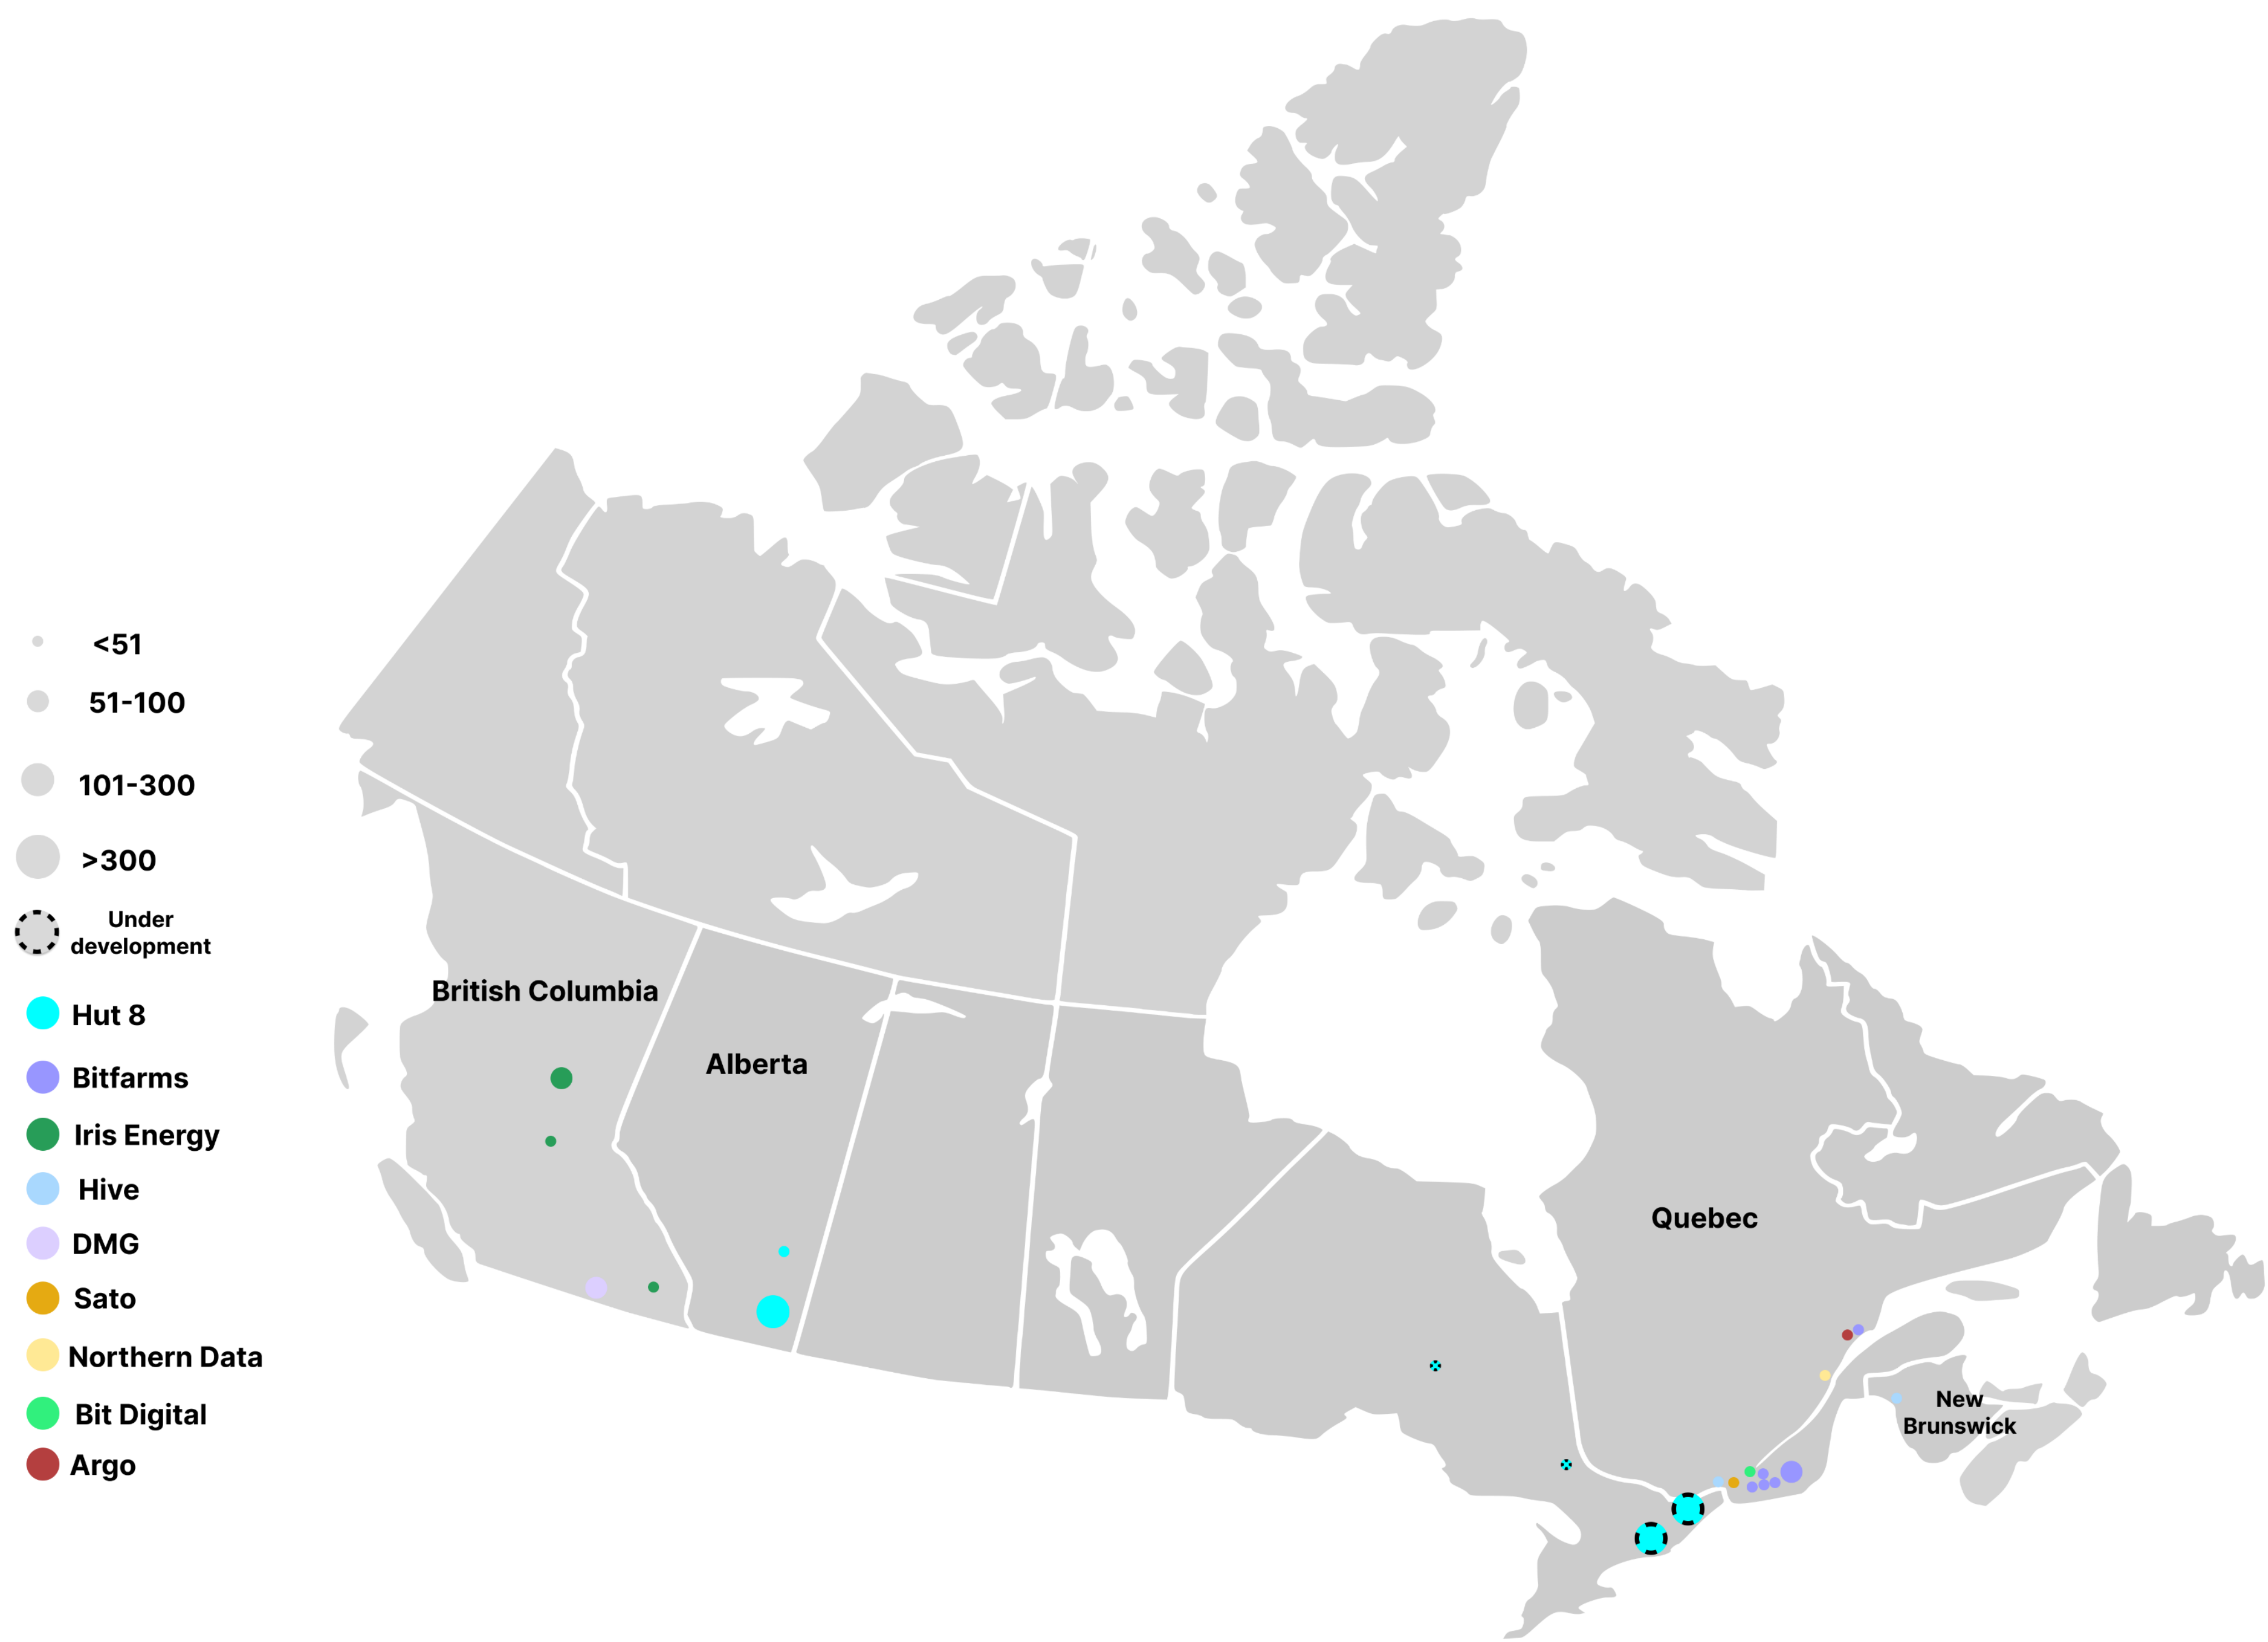 <51
51-100
101-300
>300
Under
development
Hut 8
Bitfarms
Iris Energy
Hive
DMG
Sato
Northern Data
Bit Digital
Argo
British Columbia
Alberta
Quebec
New
Brunswick